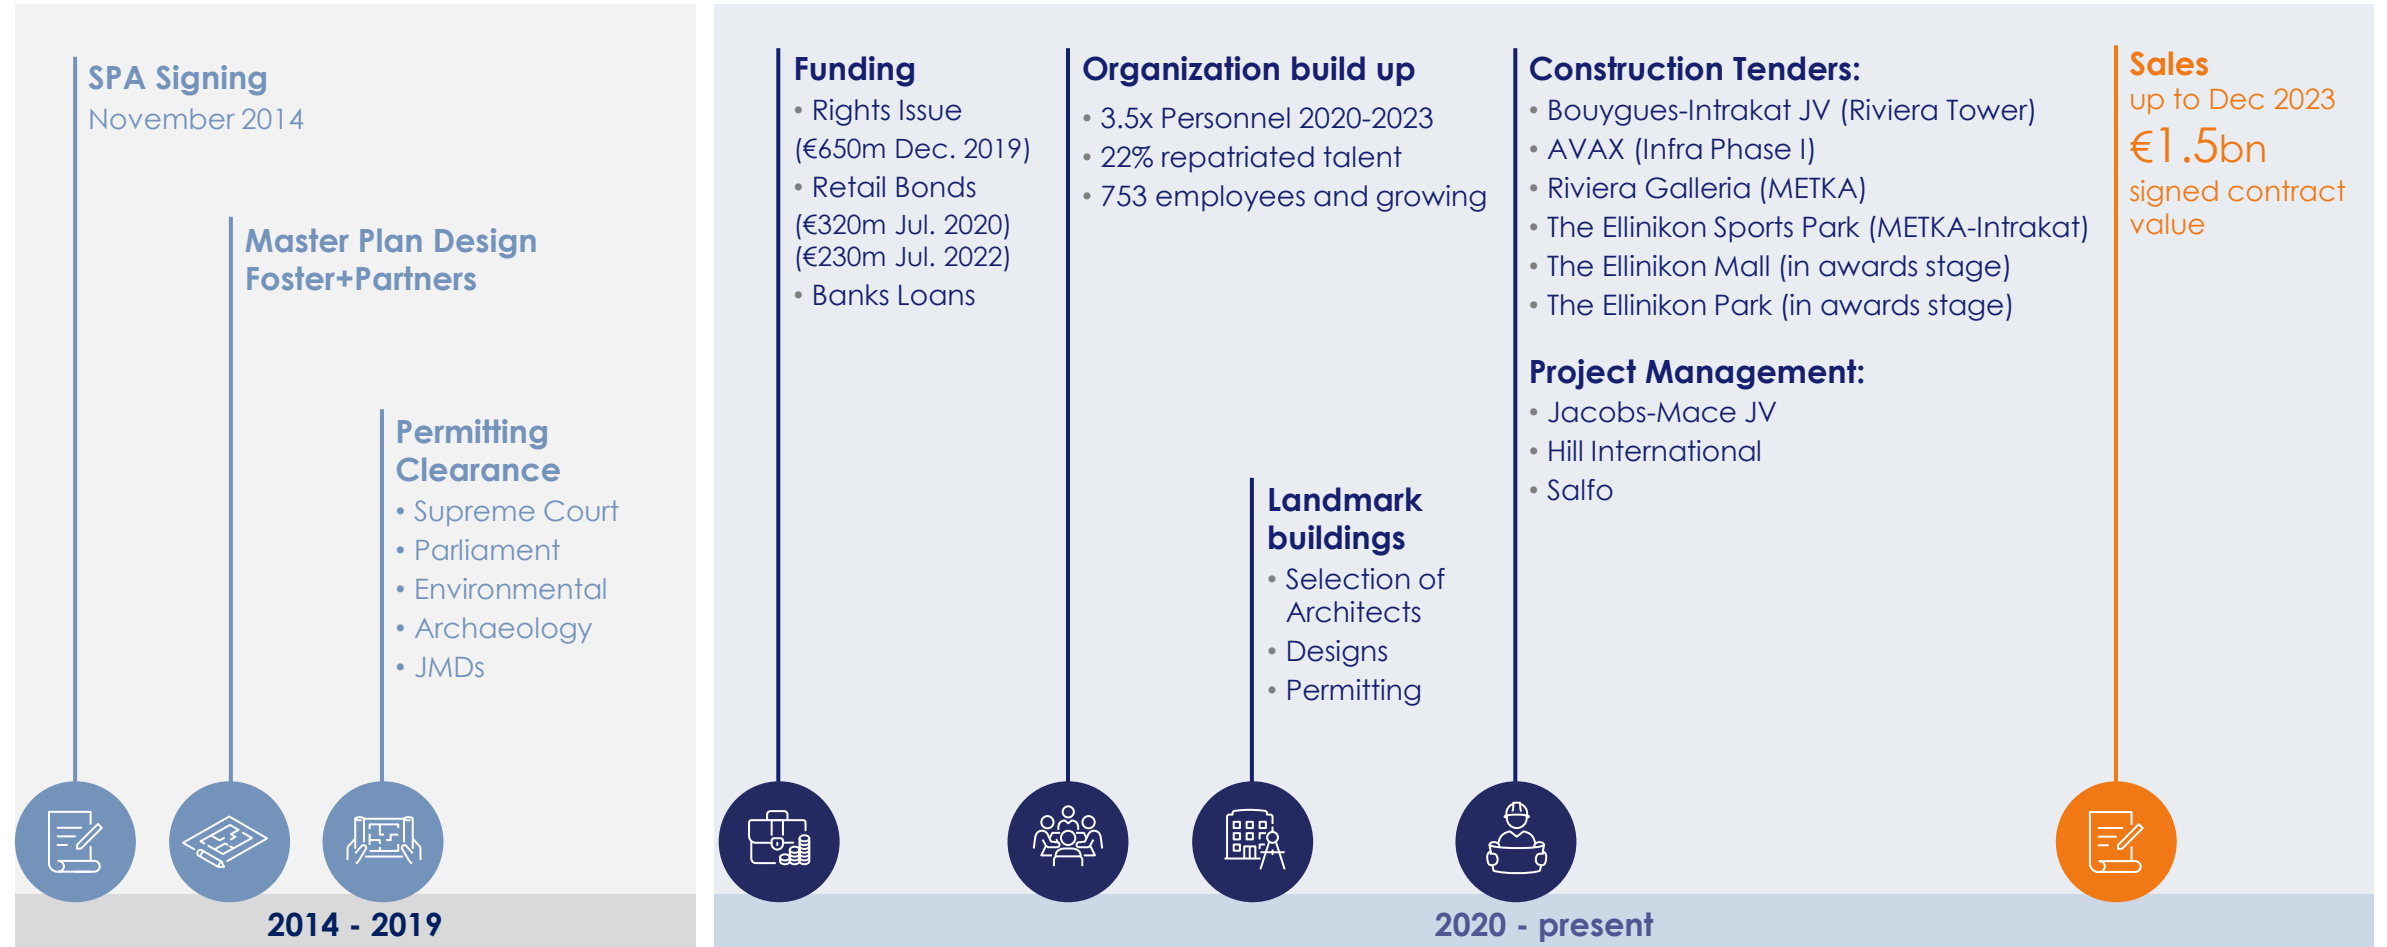 SPA Signing
November 2014
Master Plan Design
Foster+Partners
Permitting
Clearance
• Supreme Court
• Parliament
• Environmental
• Archaeology
• JMDs
2014 - 2019
Funding
• Rights Issue
(€650m Dec. 2019)
• Retail Bonds
(€320m Jul. 2020)
(€230m Jul. 2022)
• Banks Loans
Organization build up
• 3.5x Personnel 2020-2023
• 22% repatriated talent
• 753 employees and growing
Landmark
buildings
• Selection of
Architects
• Designs
• Permitting
Construction Tenders:
• Bouygues-Intrakat JV (Riviera Tower)
• AVAX (Infra Phase I)
• Riviera Galleria (METKA)
• The Ellinikon Sports Park (METKA-Intrakat)
• The Ellinikon Mall (in awards stage)
• The Ellinikon Park (in awards stage)
Project Management:
• Jacobs-Mace JV
• Hill International
• Salfo
Sales
up to Dec 2023
€1.5bn
signed contract
value
2020 - present